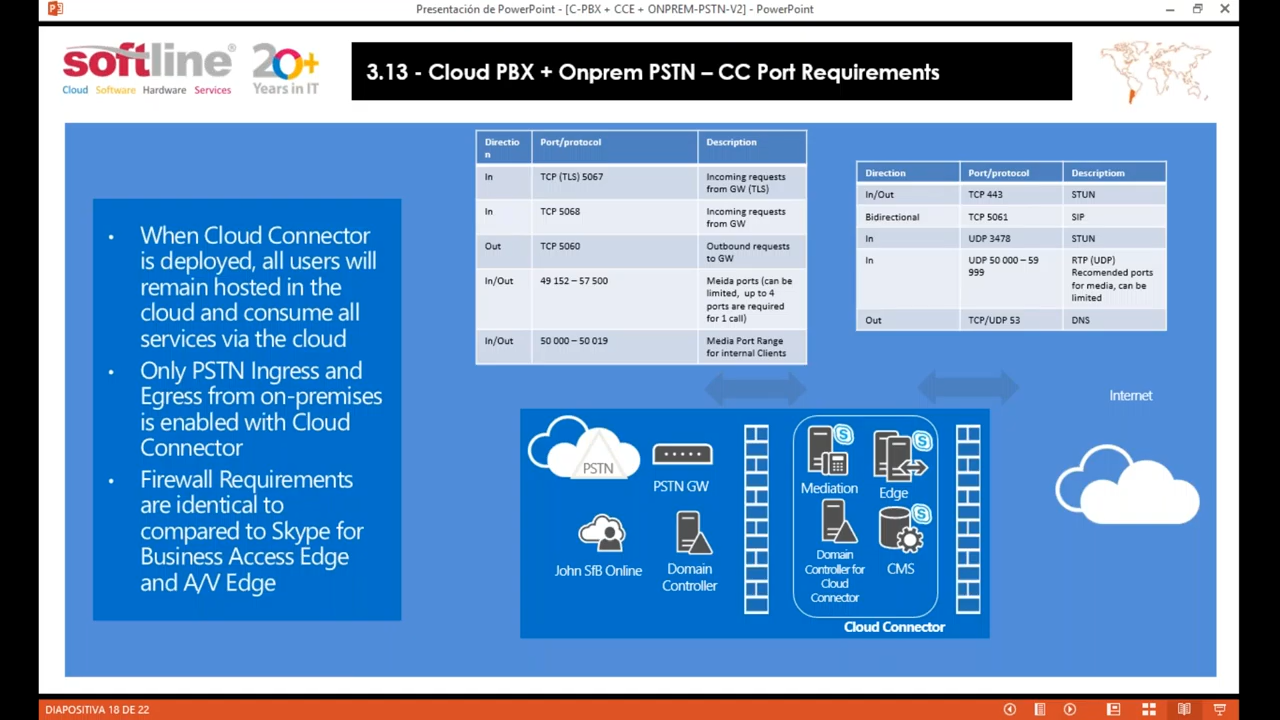 Presentación de PowerPoint - [C-PBX + CCE + ONPREM-PSTN-V2] - PowerPoint
softline®
Cloud Software Hardware Services
20+
Years in IT
3.13 - Cloud PBX + Onprem PSTN – CC Port Requirements
• When Cloud Connector
is deployed, all users will
remain hosted in the
cloud and consume all
services via the cloud
• Only PSTN Ingress and
Egress from on-premises
is enabled with Cloud
Connector
• Firewall Requirements
are identical to
compared to Skype for
Business Access Edge
and A/V Edge
Directio
n
Port/protocol
Description
In
TCP (TLS) 5067
Incoming requests
from GW (TLS)
In
TCP 5068
Incoming requests
from GW
Out
TCP 5060
Outbound requests
to GW
In/Out
49 152 – 57 500
Meida ports (can be
limited, up to 4
ports are required
for 1 call)
In/Out
50 000 – 50 019
Media Port Range
for internal Clients
Direction
Port/protocol
Descriptiom
In/Out
TCP 443
STUN
Bidirectional
TCP 5061
SIP
In
UDP 3478
STUN
In
UDP 50 000 – 59
999
RTP (UDP)
Recomended ports
for media, can be
limited
Out
TCP/UDP 53
DNS
Internet
PSTN
PSTN GW
John SfB Online
Domain
Controller
Mediation
Edge
Domain
Controller for
Cloud
Connector
CMS
Cloud Connector
DIAPOSITIVA 18 DE 22